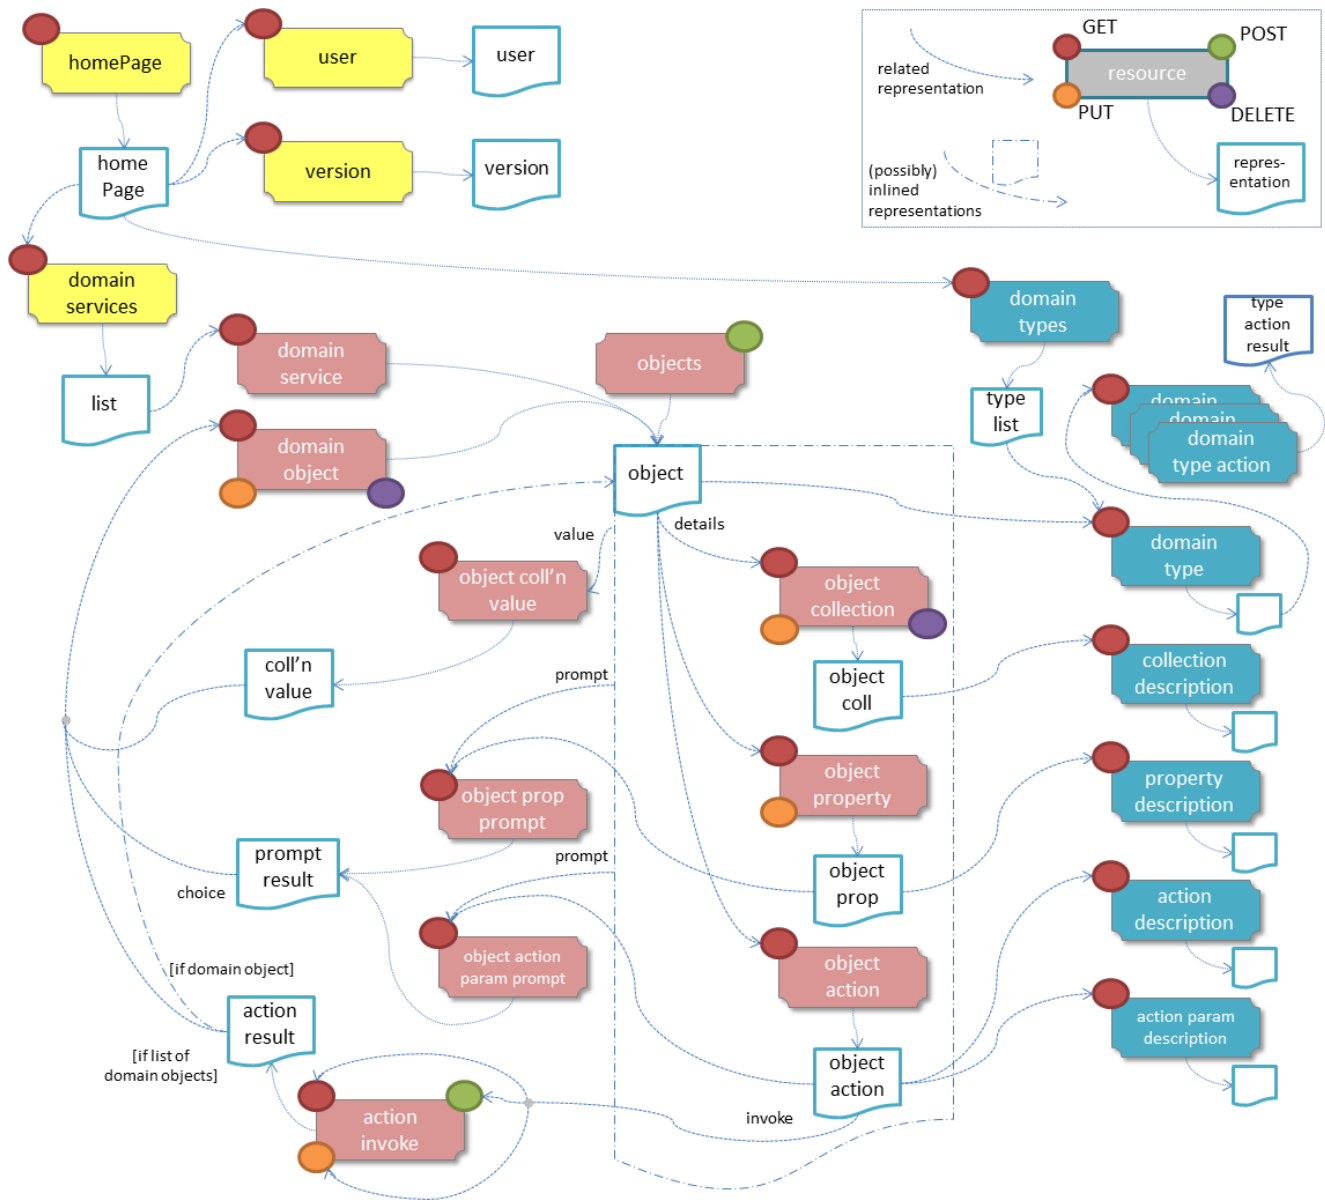 homePage
user
user
home
Page
version
version
GET
POST
related
representation
resource
PUT
DELETE
(possibly)
inlined
representations
repres-
entation
domain
services
list
domain
service
domain
object
objects
object
value
details
domain
types
type
list
type
action
result
domain
domain
domain
type action
domain
type
object coll'n
value
object
collection
coll'n
value
object
coll
collection
description
prompt
object prop
prompt
object
property
property
description
prompt
result
choice
prompt
object
prop
action
description
object action
param prompt
object
action
[if domain object]
action
result
[if list of
domain objects]
action param
description
object
action
action
invoke
invoke